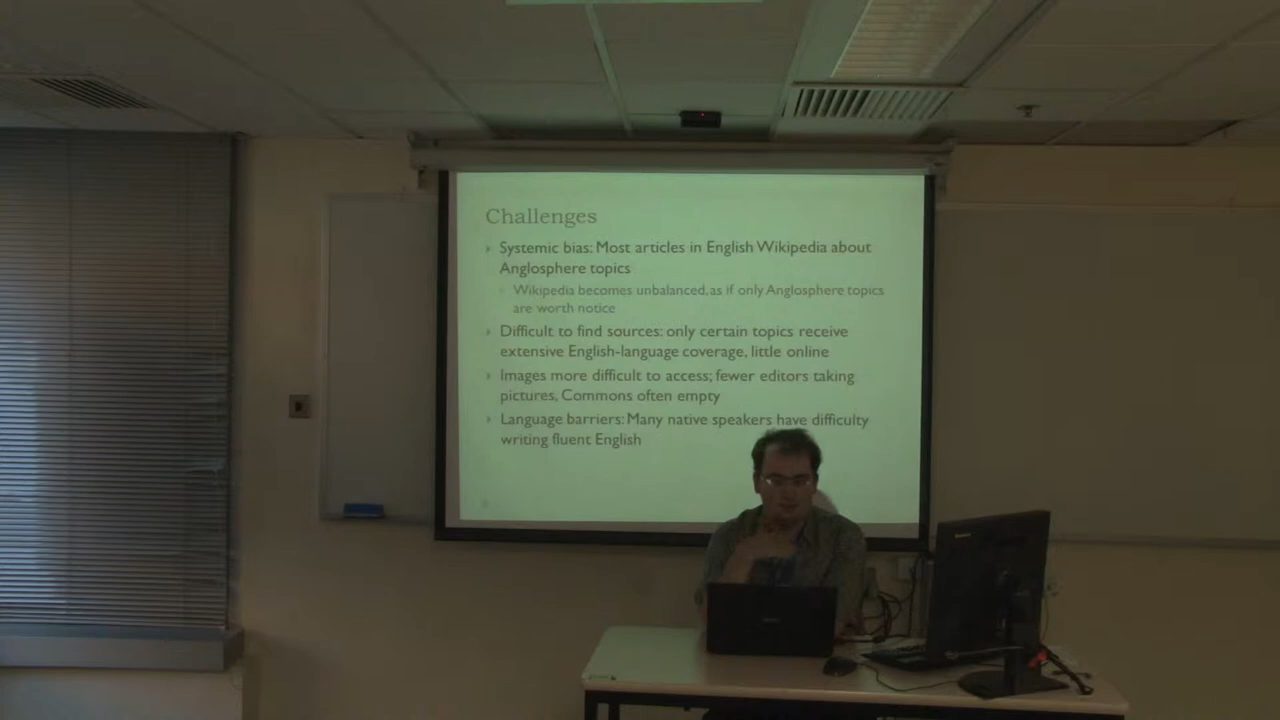 Challenges
Systemic bias: Most articles in English Wikipedia about
Anglosphere topics
Wikipedia becomes unbalanced, as if only Anglosphere topics
are worth notice
Difficult to find sources: only certain topics receive
extensive English-language coverage, little online
Images more difficult to access; fewer editors taking
pictures, Commons often empty
Language barriers: Many native speakers have difficulty
writing fluent English